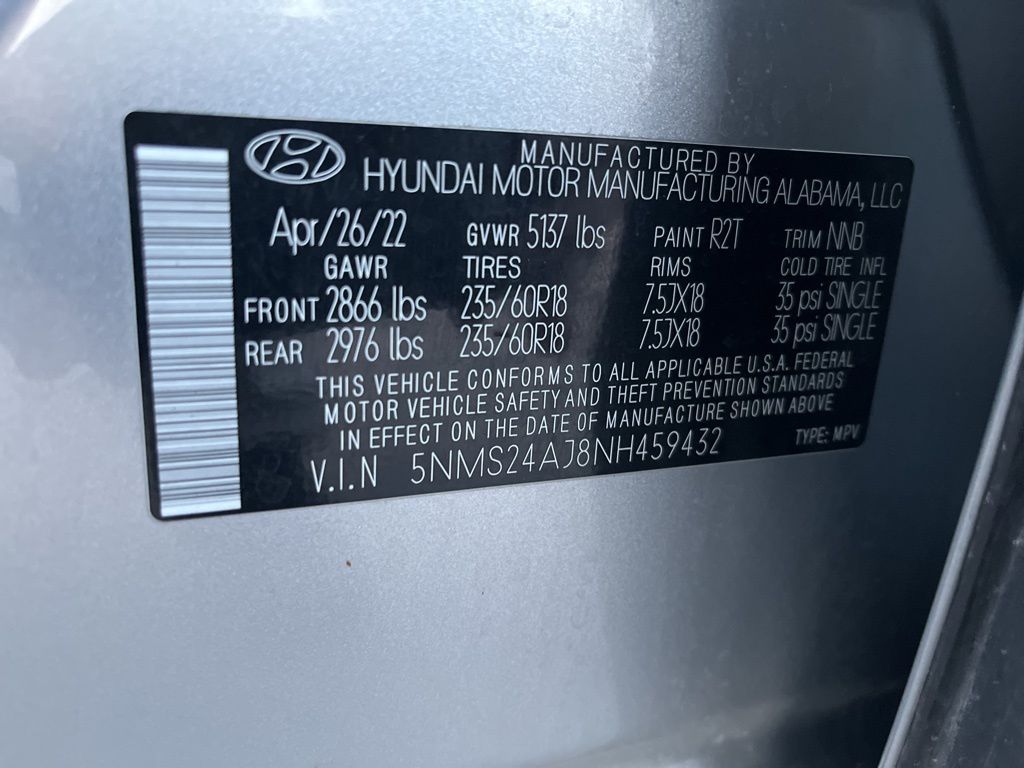 MANUFACTURED BY
HYUNDAI MOTOR MANUFACTURING ALABAMA, LLC
Apr/26/22 GVWR 5137 lbs PAINT R2T TRIM NNB
GAWR TIRES RIMS COLD TIRE INFL
FRONT 2866 lbs 235/60R18 7.5JX18 35 psi SINGLE
REAR 2976 lbs 235/60R18 7.5JX18 35 psi SINGLE
THIS VEHICLE CONFORMS TO ALL APPLICABLE U.S.A. FEDERAL
MOTOR VEHICLE SAFETY AND THEFT PREVENTION STANDARDS
IN EFFECT ON THE DATE OF MANUFACTURE SHOWN ABOVE
V.I.N 5NMS24AJ8NH459432 TYPE: MPV